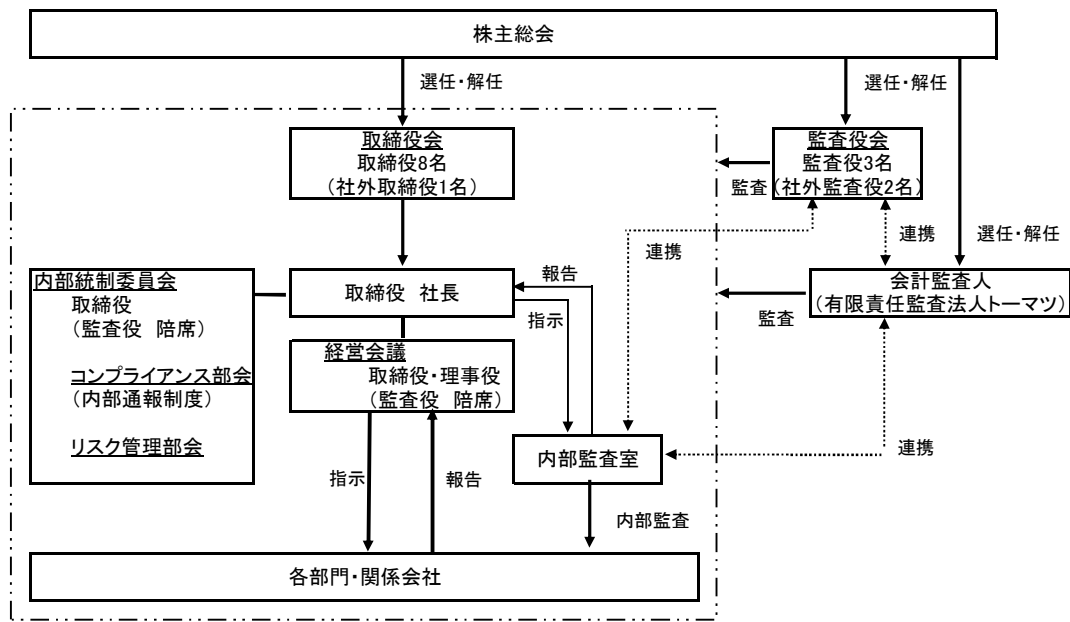 株主総会
選任・解任
選任・解任
取締役会
取締役8名
(社外取締役1名)
監査役会
監査役3名
(社外監査役2名)
監査
連携
連携
選任・解任
内部統制委員会
取締役
(監査役 陪席)
コンプライアンス部会
(内部通報制度)
リスク管理部会
取締役 社長
報告
指示
会計監査人
(有限責任監査法人トーマツ)
監査
経営会議
取締役・理事役
(監査役 陪席)
内部監査室
連携
指示
報告
内部監査
各部門・関係会社